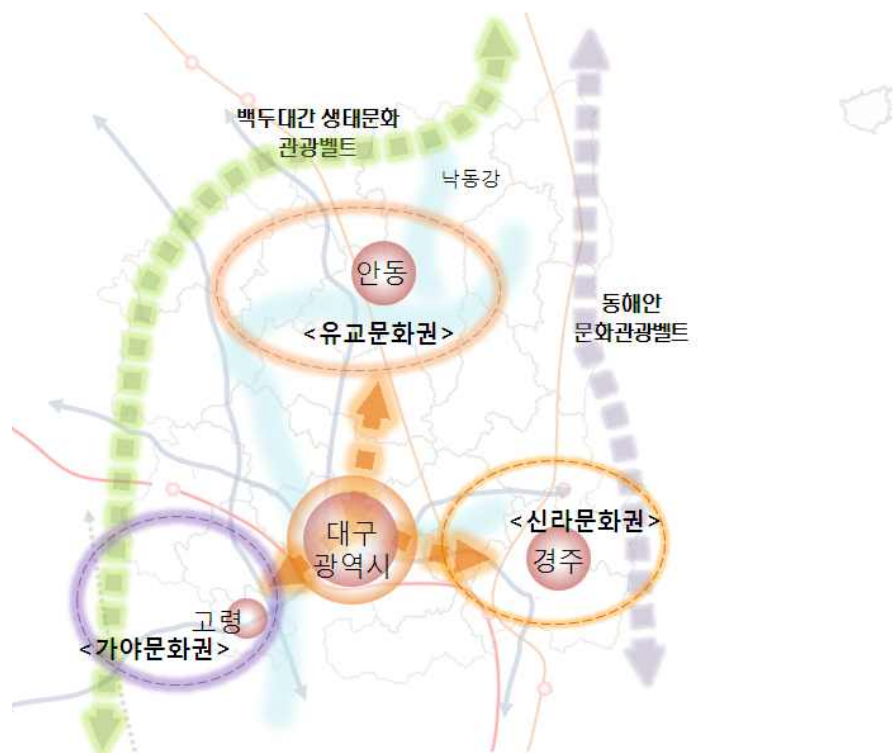 백두대간 생태문화
관광벨트
낙동강
안동
동해안
문화관광벨트
<유교문화권>
<신라문화권>
대구
광역시
경주
고령
<가야문화권>